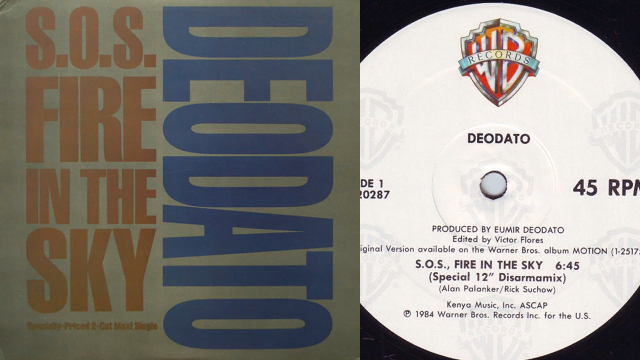 S.O.S.
FIRE
IN THE
SKY
DEODATO
Specially-Priced 2-Cut Maxi Single
WB
RECORDS
DEODATO
DE 1
20287
45 RPM
PRODUCED BY EUMIR DEODATO
Edited by Victor Flores
iginal Version available on the Warner Bros. album MOTION (1-2517
S.O.S., FIRE IN THE SKY 6:45
(Special 12" Disarmamix)
(Alan Palanker/Rick Suchow)
Kenya Music, Inc. ASCAP
℗ 1984 Warner Bros. Records Inc. for the U.S.